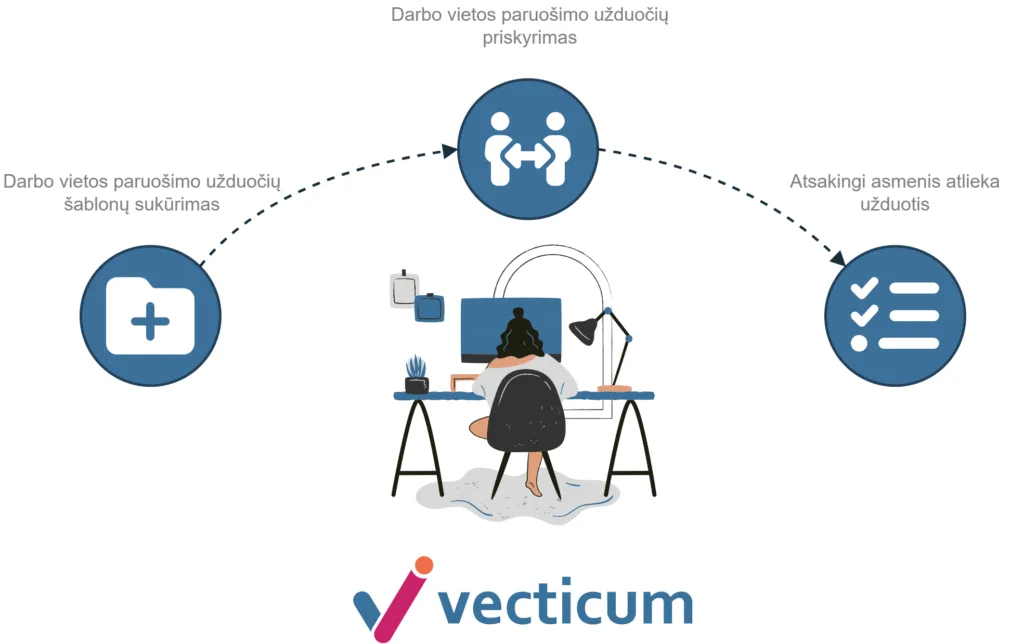 Darbo vietos paruošimo užduočių
priskyrimas
Darbo vietos paruošimo užduočių
šablonų sukūrimas
Atsakingi asmenis atlieka
užduotis
vecticum